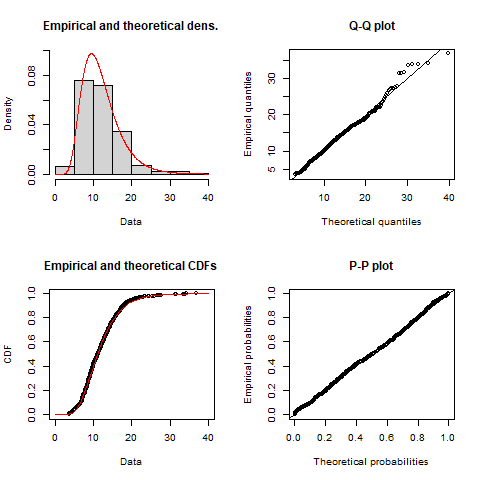 Empirical and theoretical dens.
Density
0.00 0.04 0.08
0 10 20 30 40
Data
Q-Q plot
Empirical quantiles
5 10 20 30
10 20 30 40
Theoretical quantiles
Empirical and theoretical CDFs
CDF
0.0 0.2 0.4 0.6 0.8 1.0
0 10 20 30 40
Data
P-P plot
Empirical probabilities
0.0 0.2 0.4 0.6 0.8 1.0
0.0 0.2 0.4 0.6 0.8 1.0
Theoretical probabilities